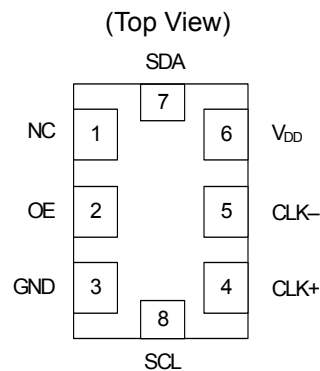 (Top View)
SDA
7
NC 1 6 VDD
OE 2 5 CLK–
GND 3 4 CLK+
8
SCL